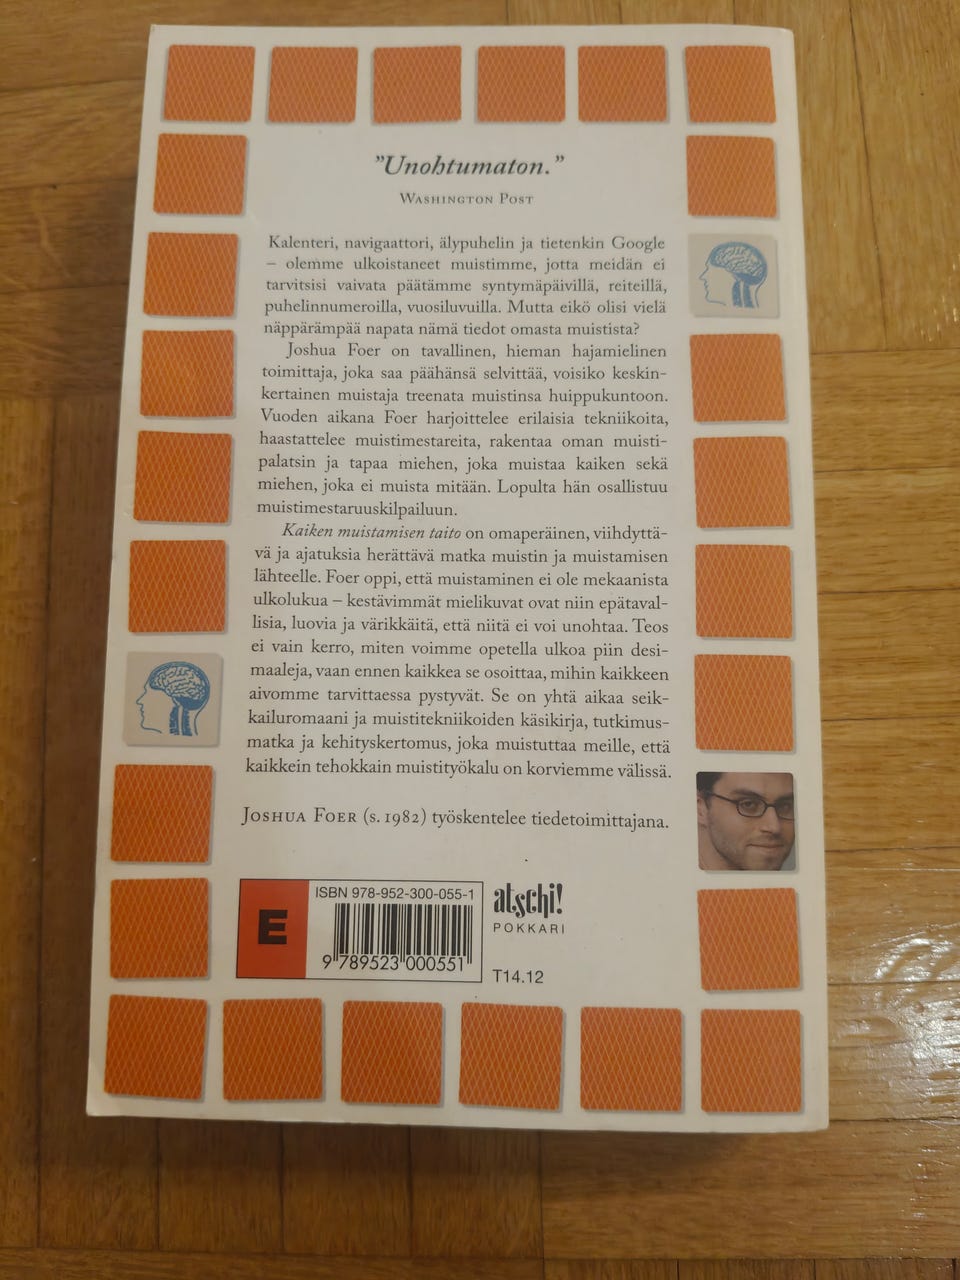 "Unohtumaton."
Washington Post
Kalenteri, navigaattori, älypuhelin ja tietenkin Google
– olemme ulkoistaneet muistimme, jotta meidän ei
tarvitsisi vaivata päätämme syntymäpäivillä, reiteillä,
puhelinnumeroilla, vuosiluvuilla. Mutta eikö olisi vielä
näppärämpää napata nämä tiedot omasta muistista?
Joshua Foer on tavallinen, hieman hajamielinen
toimittaja, joka saa päähänsä selvittää, voisiko keskin-
kertainen muistaja treenata muistinsa huippukuntoon.
Vuoden aikana Foer harjoittelee erilaisia tekniikoita,
haastattelee muistimestareita, rakentaa oman muisti-
palatsin ja tapaa miehen, joka muistaa kaiken sekä
miehen, joka ei muista mitään. Lopulta hän osallistuu
muistimestaruuskilpailuun.
Kaiken muistamisen taito on omaperäinen, viihdyttä-
vä ja ajatuksia herättävä matka muistin ja muistamisen
lähteelle. Foer oppi, että muistaminen ei ole mekaanista
ulkolukua – kestävimmät mielikuvat ovat niin epätaval-
lisia, luovia ja värikkäitä, että niitä ei voi unohtaa. Teos
ei vain kerro, miten voimme opetella ulkoa piin desi-
maaleja, vaan ennen kaikkea se osoittaa, mihin kaikkeen
aivomme tarvittaessa pystyvät. Se on yhtä aikaa seik-
kailuromaani ja muistitekniikoiden käsikirja, tutkimus-
matka ja kehityskertomus, joka muistuttaa meille, että
kaikkein tehokkain muistityökalu on korviemme välissä.
Joshua Foer (s. 1982) työskentelee tiedetoimittajana.
E
ISBN 978-952-300-055-1
9 789523 000551
atschi!
POKKARI
T14.12